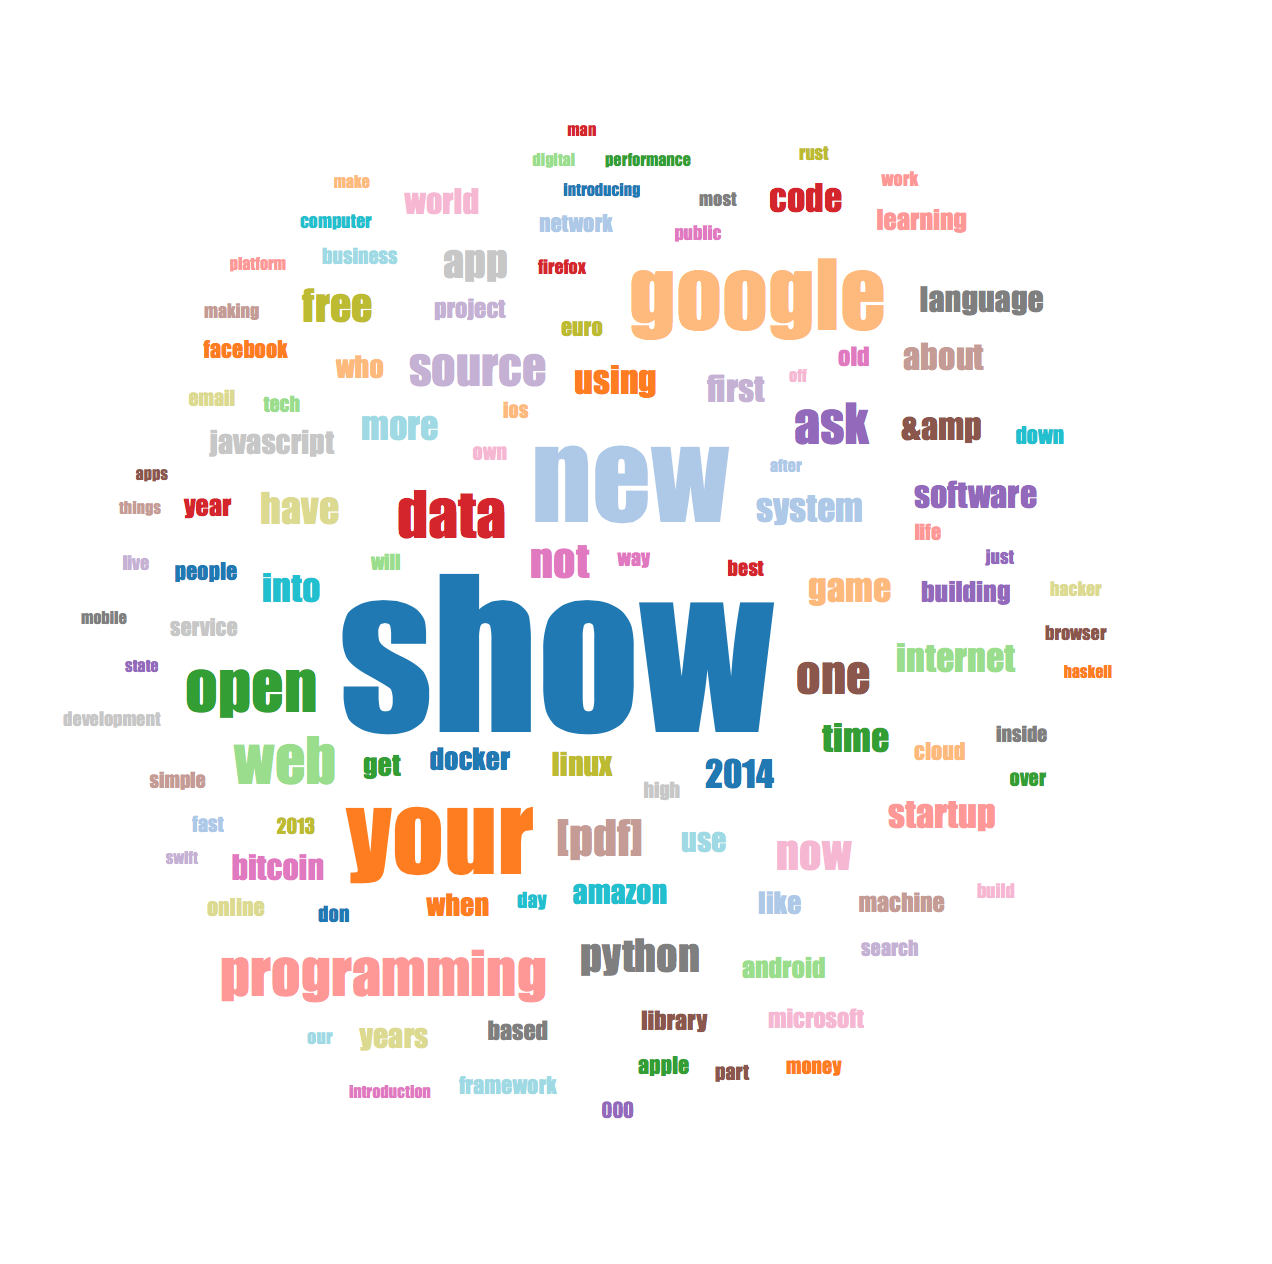 man
digital performance rust
make introducing work
world most code
computer network public learning
platform business app firefox
making free project euro google language
facebook who source using first old about
email tech ios off
javascript more own new ask &amp down
apps after
things year have data system software
live people will not way best life just
into game building hacker
mobile service show browser
state open one internet haskell
development
web get docker linux 2014 time cloud inside
simple high over
fast 2013 your [pdf] use now startup
swift bitcoin
online don when day amazon like machine build
programming python android search
our years based library microsoft
introduction framework apple part money
000